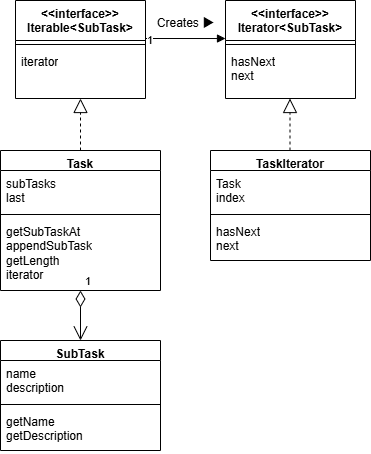 <<interface>>
Iterable<SubTask>
iterator
Creates ▶
1
<<interface>>
Iterator<SubTask>
hasNext
next
Task
subTasks
last
getSubTaskAt
appendSubTask
getLength
iterator
1
TaskIterator
Task
index
hasNext
next
SubTask
name
description
getName
getDescription